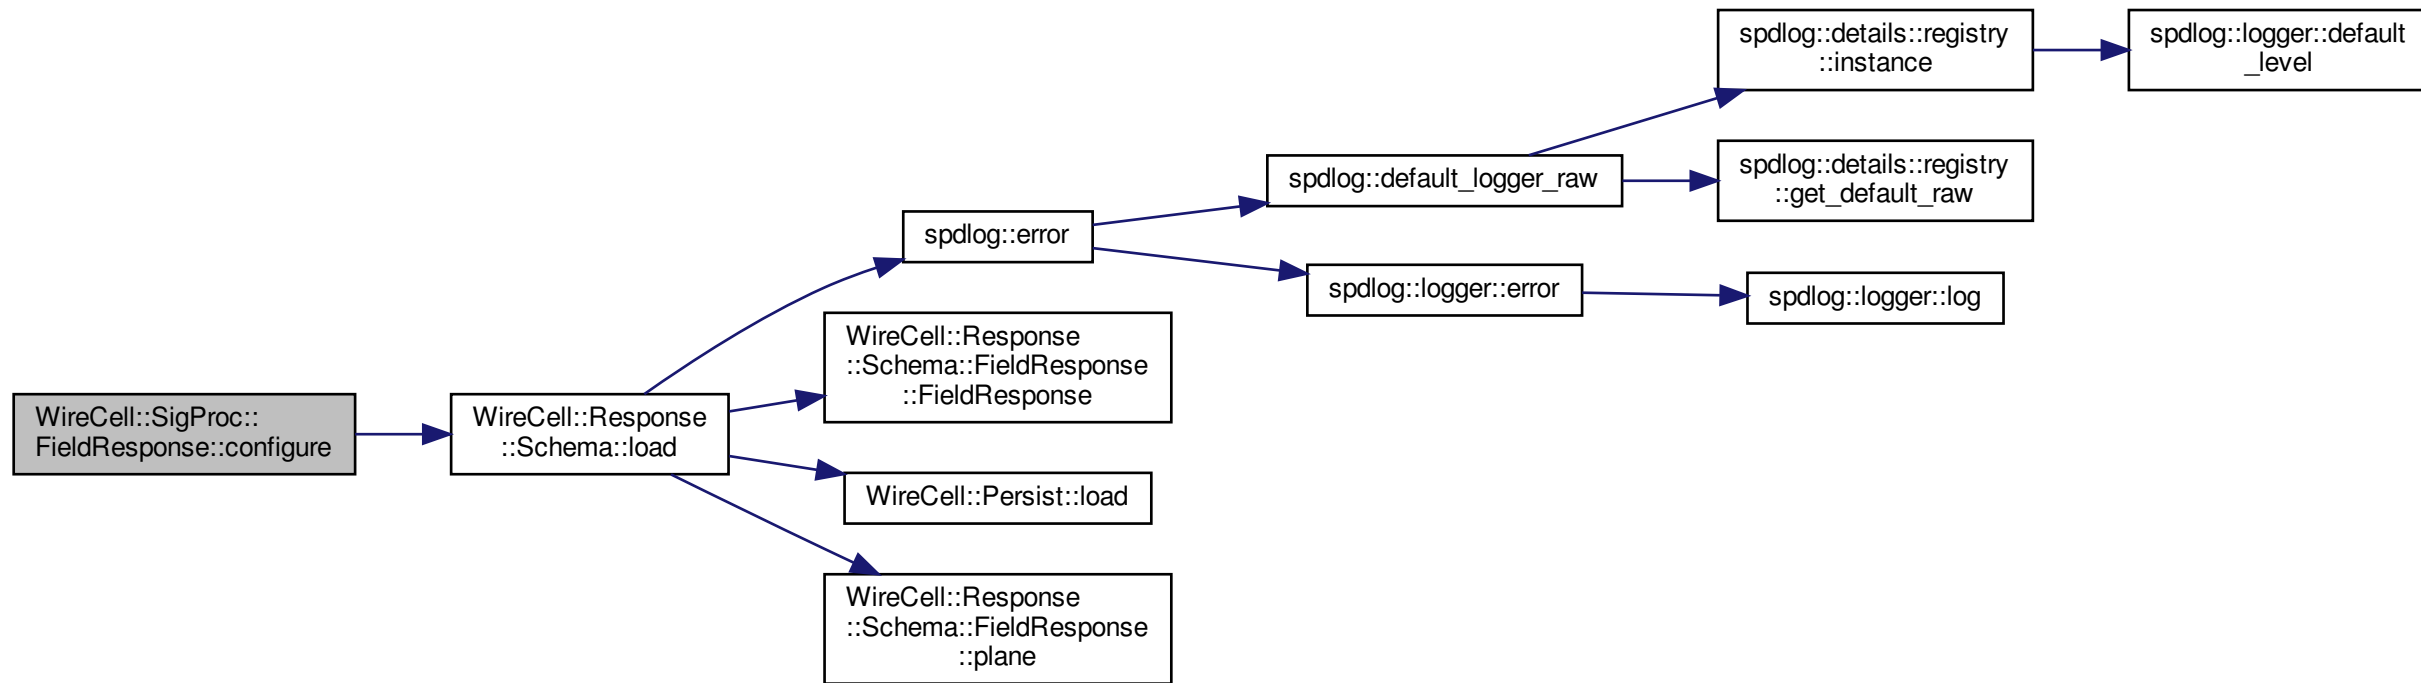 WireCell::SigProc::
FieldResponse::configure
WireCell::Response
::Schema::load
spdlog::error
WireCell::Response
::Schema::FieldResponse
::FieldResponse
WireCell::Persist::load
WireCell::Response
::Schema::FieldResponse
::plane
spdlog::default_logger_raw
spdlog::logger::error
spdlog::details::registry
::instance
spdlog::details::registry
::get_default_raw
spdlog::logger::log
spdlog::logger::default
_level